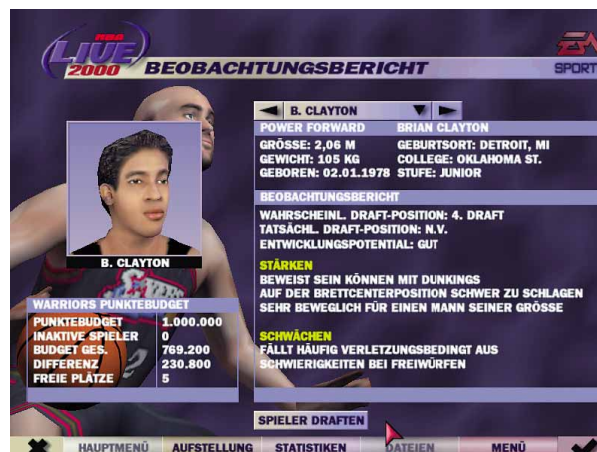 NBA
LIVE
2000
BEOBACHTUNGSBERICHT
EA
SPORT
B. CLAYTON
POWER FORWARD BRIAN CLAYTON
GRÖSSE: 2,06 M GEBURTSORT: DETROIT, MI
GEWICHT: 105 KG COLLEGE: OKLAHOMA ST.
GEBOREN: 02.01.1978 STUFE: JUNIOR
BEOBACHTUNGSBERICHT
WAHRSCHEINL. DRAFT-POSITION: 4. DRAFT
TATSÄCHL. DRAFT-POSITION: N.V.
ENTWICKLUNGSPOTENTIAL: GUT
STÄRKEN
BEWEIST SEIN KÖNNEN MIT DUNKINGS
AUF DER BRETTCENTERPOSITION SCHWER ZU SCHLAGEN
SEHR BEWEGLICH FÜR EINEN MANN SEINER GRÖSSE
SCHWÄCHEN
FÄLLT HÄUFIG VERLETZUNGSBEDINGT AUS
SCHWIERIGKEITEN BEI FREIWÜRFEN
B. CLAYTON
WARRIORS PUNKTEBUDGET
PUNKTEBUDGET 1.000.000
INAKTIVE SPIELER 0
BUDGET GES. 769.200
DIFFERENZ 230.800
FREIE PLÄTZE 5
SPIELER DRAFTEN
HAUPTMENÜ AUFSTELLUNG STATISTIKEN DATEIEN MENÜ